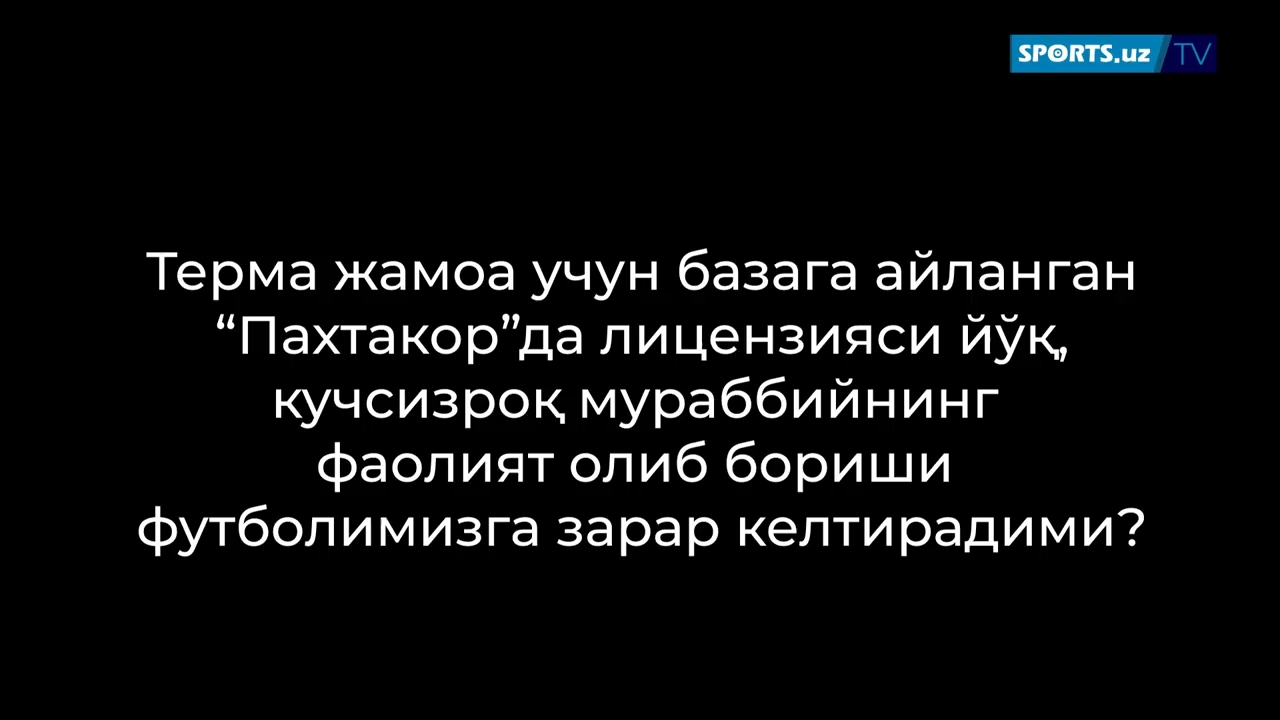 SPORTS.uz TV
Терма жамоа учун базага айланган
“Пахтакор”да лицензияси йўқ,
кучсизроқ мураббийнинг
фаолият олиб бориши
футболимизга зарар келтирадими?